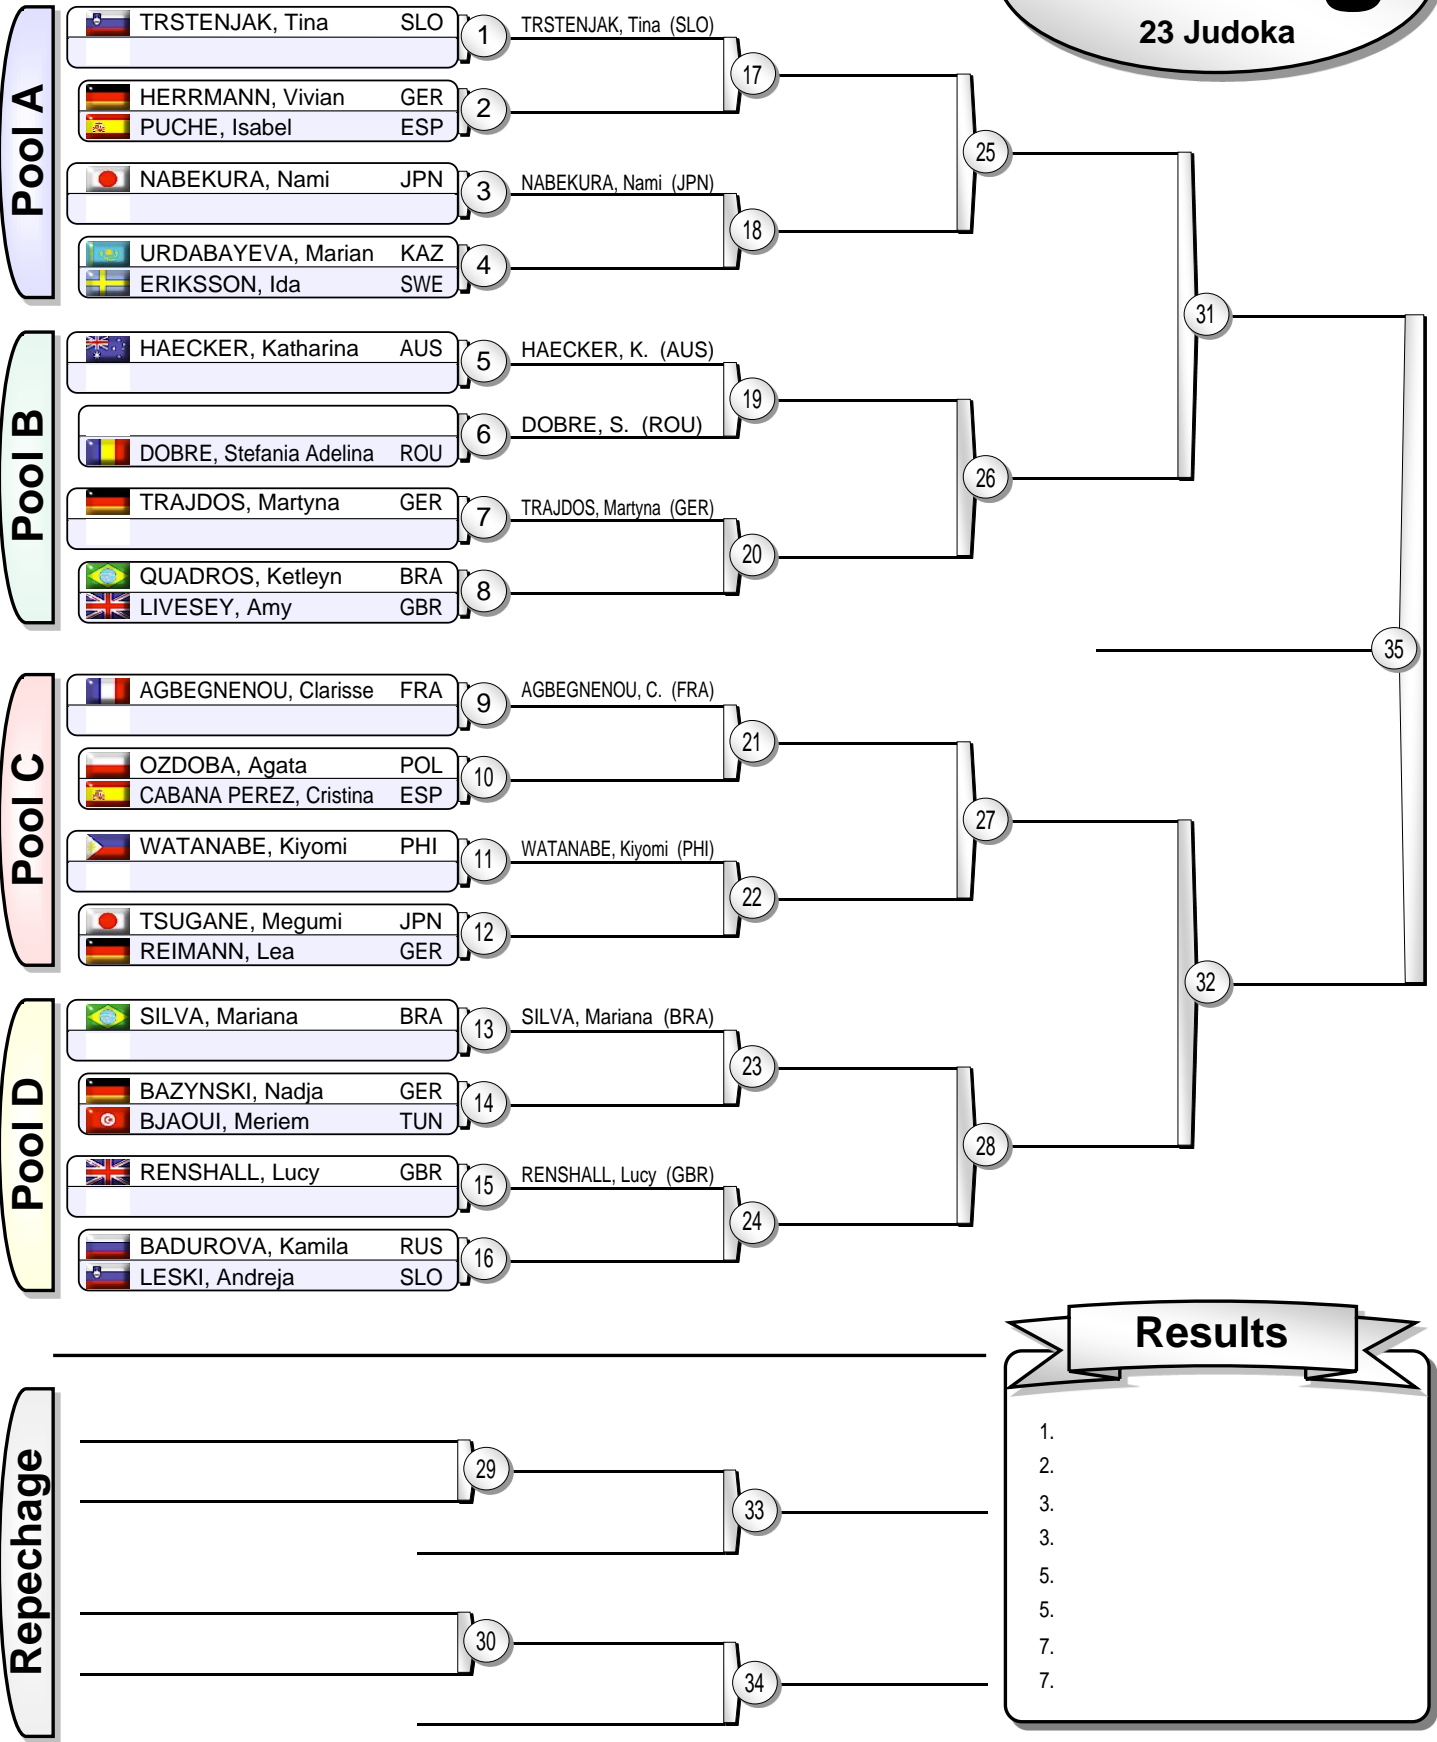 23 Judoka
Pool A
TRSTENJAK, Tina SLO
1
TRSTENJAK, Tina (SLO)
17
HERRMANN, Vivian GER
PUCHE, Isabel ESP
2
25
NABEKURA, Nami JPN
3
NABEKURA, Nami (JPN)
18
URDABAYEVA, Marian KAZ
ERIKSSON, Ida SWE
4
31
Pool B
HAECKER, Katharina AUS
5
HAECKER, K. (AUS)
19
6
DOBRE, S. (ROU)
DOBRE, Stefania Adelina ROU
26
TRAJDOS, Martyna GER
7
TRAJDOS, Martyna (GER)
20
QUADROS, Ketleyn BRA
LIVESEY, Amy GBR
8
35
Pool C
AGBEGNENOU, Clarisse FRA
9
AGBEGNENOU, C. (FRA)
21
OZDOBA, Agata POL
CABANA PEREZ, Cristina ESP
10
27
WATANABE, Kiyomi PHI
11
WATANABE, Kiyomi (PHI)
22
TSUGANE, Megumi JPN
REIMANN, Lea GER
12
32
Pool D
SILVA, Mariana BRA
13
SILVA, Mariana (BRA)
23
BAZYNSKI, Nadja GER
BJAOUI, Meriem TUN
14
28
RENSHALL, Lucy GBR
15
RENSHALL, Lucy (GBR)
24
BADUROVA, Kamila RUS
LESKI, Andreja SLO
16
Repechage
29
33
30
34
Results
1.
2.
3.
3.
5.
5.
7.
7.